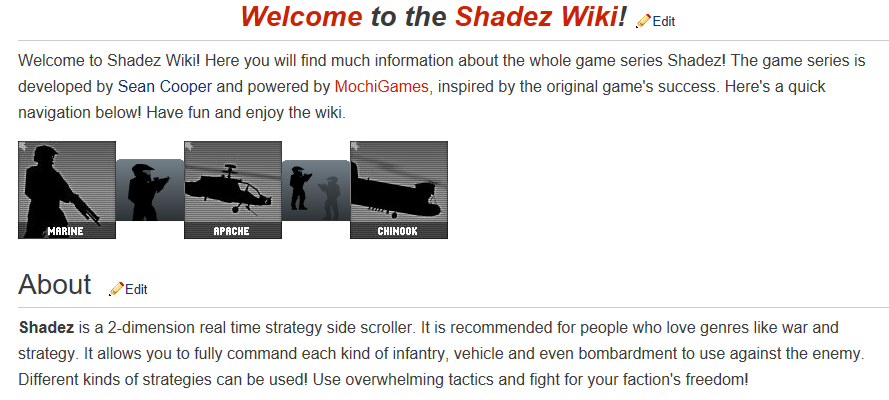 Welcome to the Shadez Wiki! Edit
Welcome to Shadez Wiki! Here you will find much information about the whole game series Shadez! The game series is
developed by Sean Cooper and powered by MochiGames, inspired by the original game's success. Here's a quick
navigation below! Have fun and enjoy the wiki.
MARINE APACHE CHINOOK
About Edit
Shadez is a 2-dimension real time strategy side scroller. It is recommended for people who love genres like war and
strategy. It allows you to fully command each kind of infantry, vehicle and even bombardment to use against the enemy.
Different kinds of strategies can be used! Use overwhelming tactics and fight for your faction's freedom!